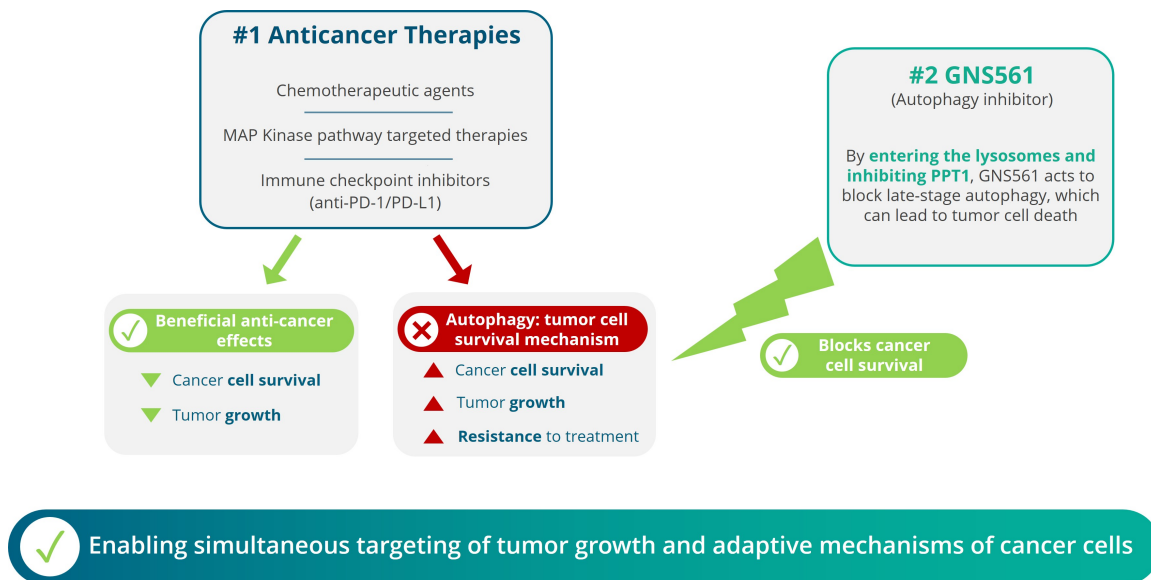 #1 Anticancer Therapies
Chemotherapeutic agents
MAP Kinase pathway targeted therapies
Immune checkpoint inhibitors
(anti-PD-1/PD-L1)
#2 GNS561
(Autophagy inhibitor)
By entering the lysosomes and
inhibiting PPT1, GNS561 acts to
block late-stage autophagy, which
can lead to tumor cell death
Beneficial anti-cancer
effects
Cancer cell survival
Tumor growth
Autophagy: tumor cell
survival mechanism
Cancer cell survival
Tumor growth
Resistance to treatment
Blocks cancer
cell survival
Enabling simultaneous targeting of tumor growth and adaptive mechanisms of cancer cells